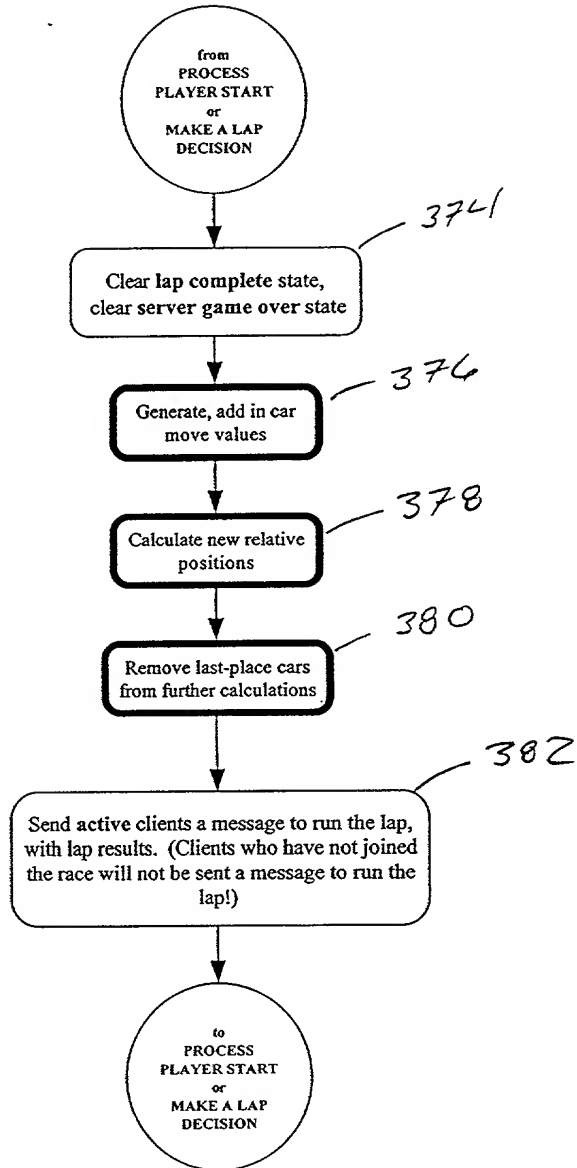 from
PROCESS
PLAYER START
or
MAKE A LAP
DECISION
374
Clear lap complete state,
clear server game over state
376
Generate, add in car
move values
378
Calculate new relative
positions
380
Remove last-place cars
from further calculations
382
Send active clients a message to run the lap,
with lap results. (Clients who have not joined
the race will not be sent a message to run the
lap!)
to
PROCESS
PLAYER START
or
MAKE A LAP
DECISION